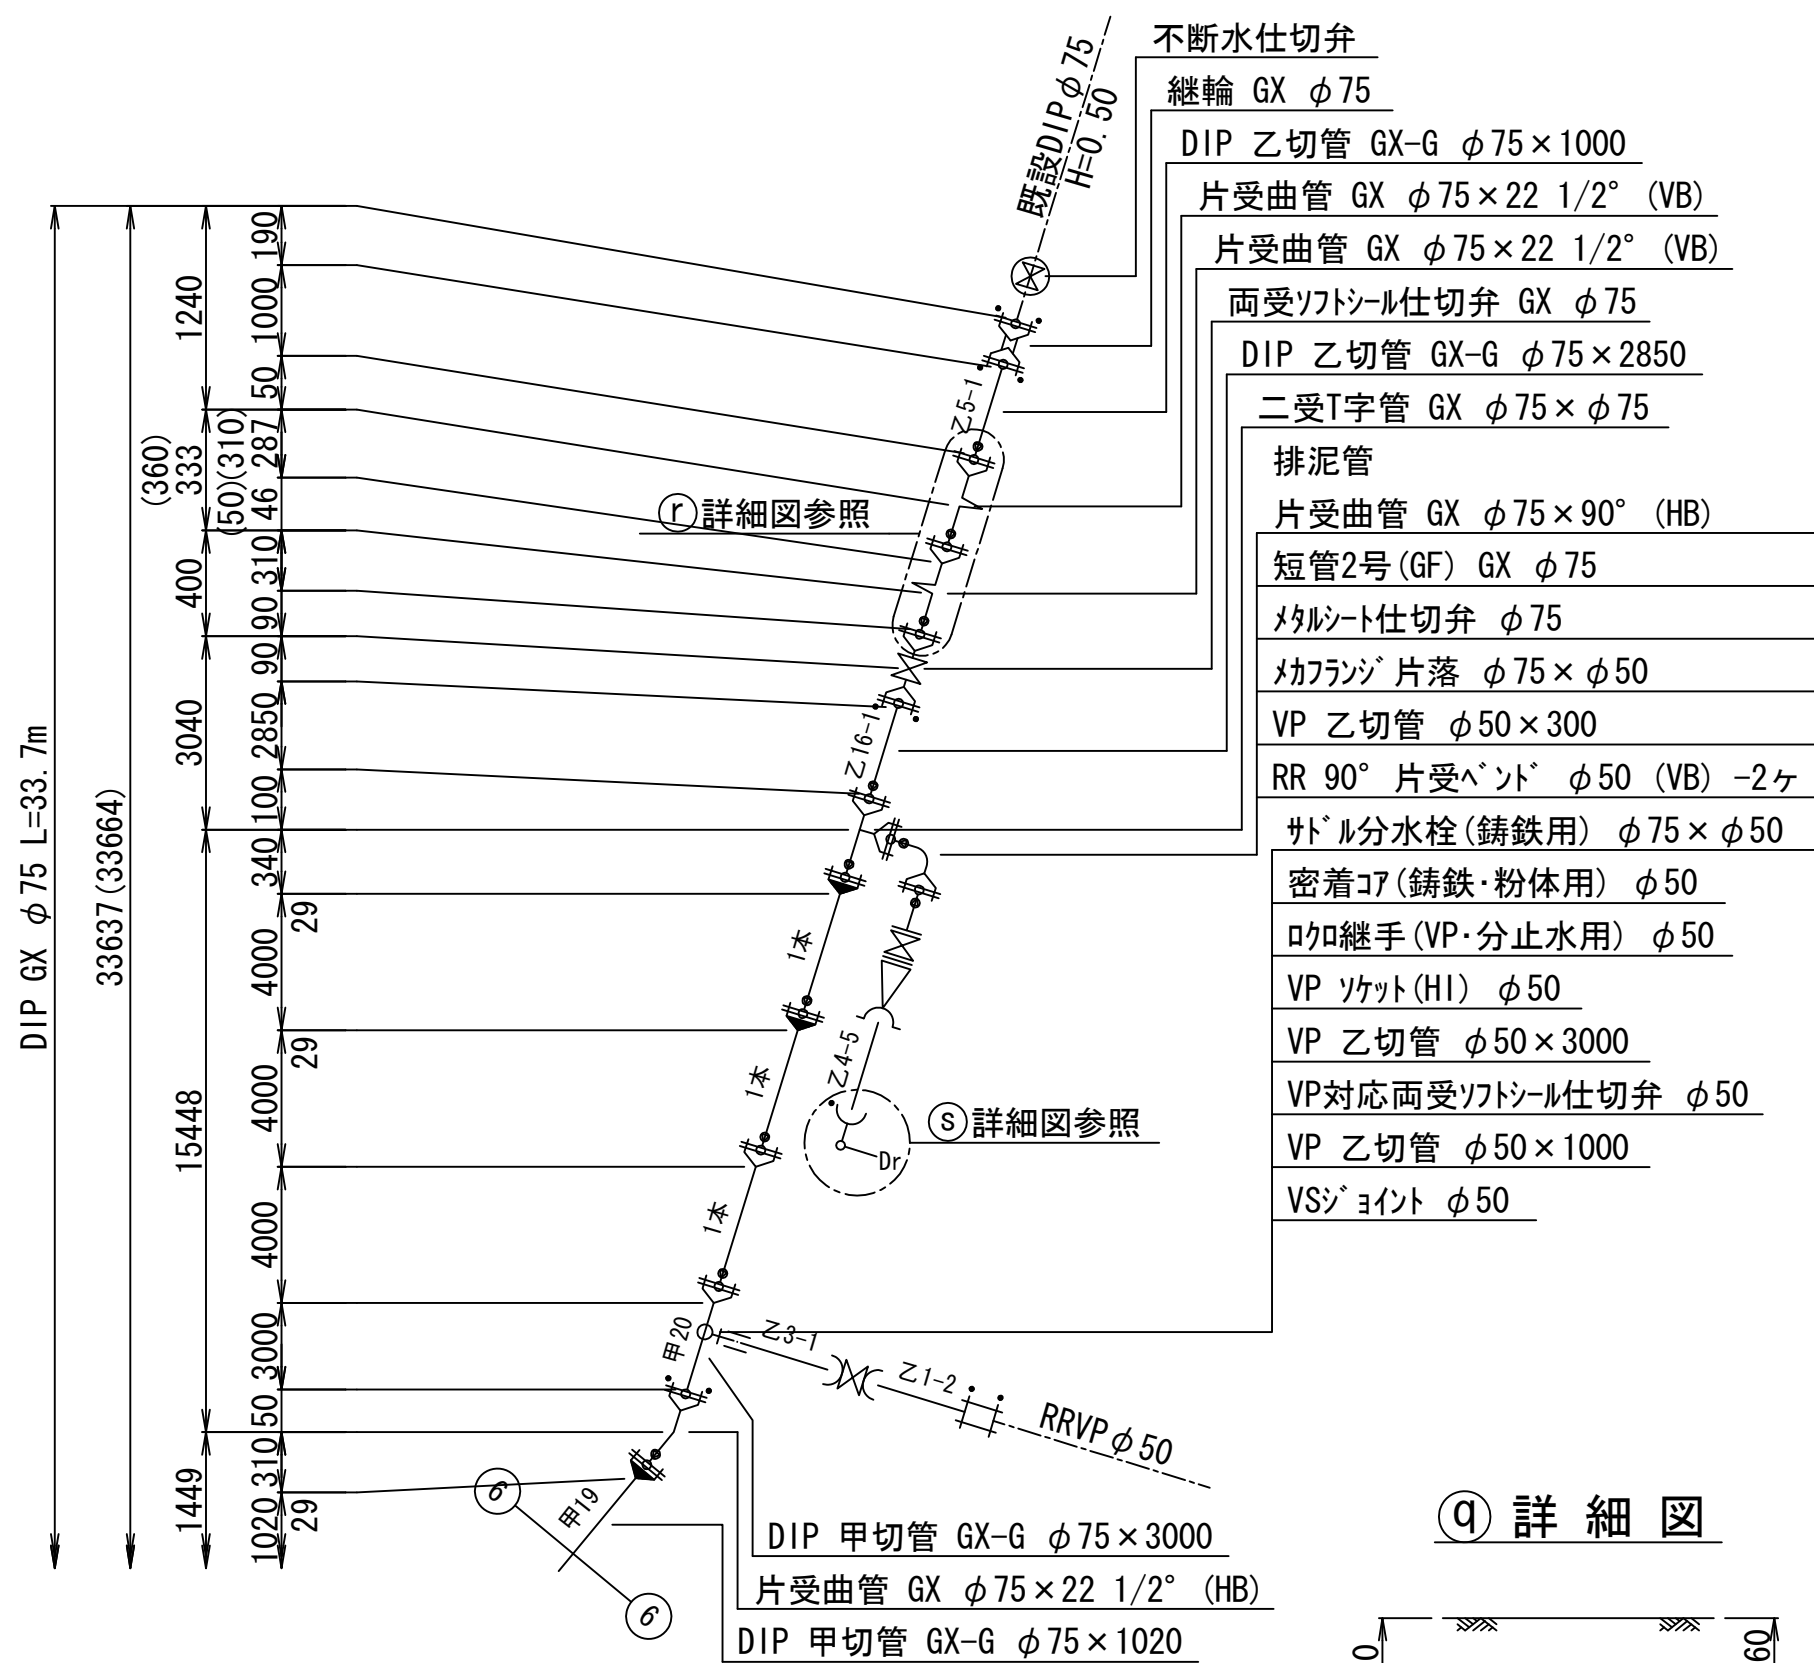 不断水仕切弁
継輪 GX φ75
DIP 乙切管 GX-G φ75×1000
片受曲管 GX φ75×22 1/2° (VB)
片受曲管 GX φ75×22 1/2° (VB)
両受ソフトシール仕切弁 GX φ75
DIP 乙切管 GX-G φ75×2850
二受T字管 GX φ75×φ75
排泥管
片受曲管 GX φ75×90° (HB)
短管2号(GF) GX φ75
メタルシート仕切弁 φ75
メカフランジ片落 φ75×φ50
VP 乙切管 φ50×300
RR 90° 片受ベンド φ50 (VB) -2ヶ
サドル分水栓(鋳鉄用) φ75×φ50
密着コア(鋳鉄・粉体用) φ50
ロクロ継手(VP・分止水用) φ50
VP ソケット(HI) φ50
VP 乙切管 φ50×3000
VP対応両受ソフトシール仕切弁 φ50
VP 乙切管 φ50×1000
VSジョイント φ50
既設DIPφ75
H=0.50
乙5-1
r 詳細図参照
乙16-1
1本
1本
1本
乙4-5
s 詳細図参照
Dr
甲20
乙3-1
乙1-2
RRVPφ50
甲19
6
6
DIP 甲切管 GX-G φ75×3000
片受曲管 GX φ75×22 1/2° (HB)
DIP 甲切管 GX-G φ75×1020
DIP GX φ75 L=33.7m
33637(33664)
1240
(360)
333
400
3040
15448
1449
190
1000
50
287
(310)
46
(50)
310
90
90
2850
100
340
29
4000
29
4000
4000
3000
50
310
29
1020
q 詳細図
0
60